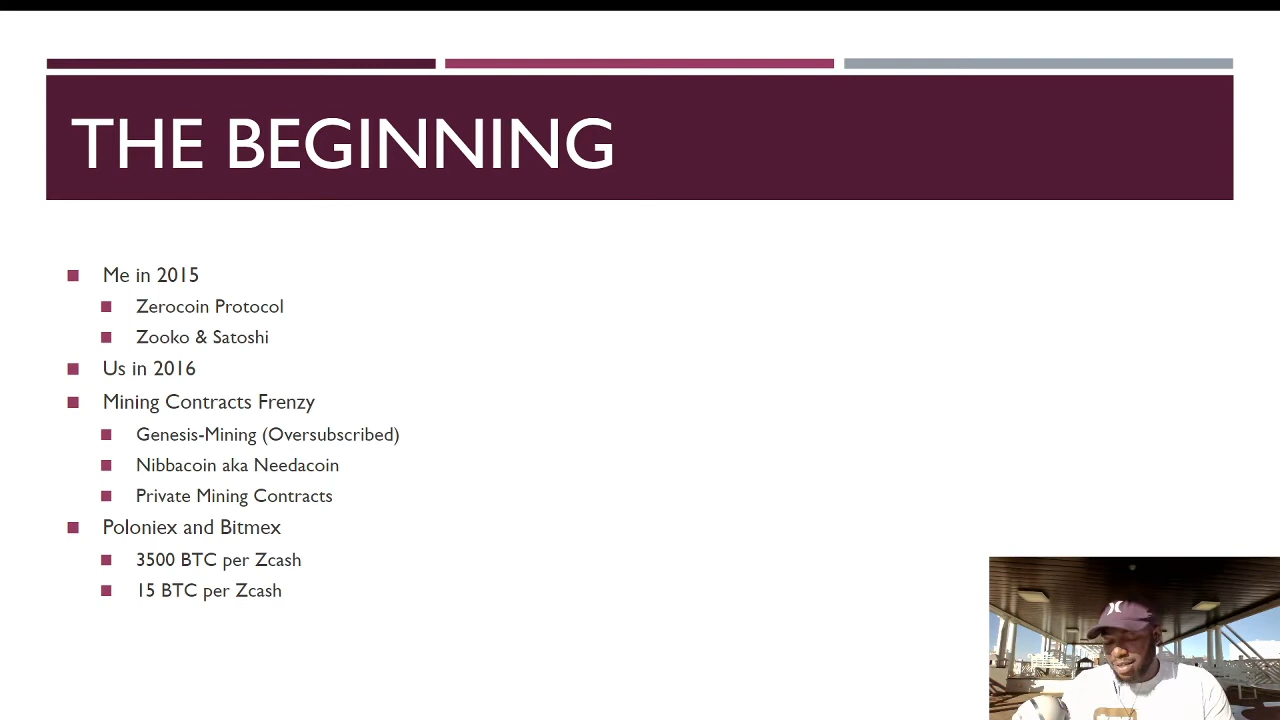 THE BEGINNING
Me in 2015
Zerocoin Protocol
Zooko & Satoshi
Us in 2016
Mining Contracts Frenzy
Genesis-Mining (Oversubscribed)
Nibbacoin aka Needacoin
Private Mining Contracts
Poloniex and Bitmex
3500 BTC per Zcash
15 BTC per Zcash